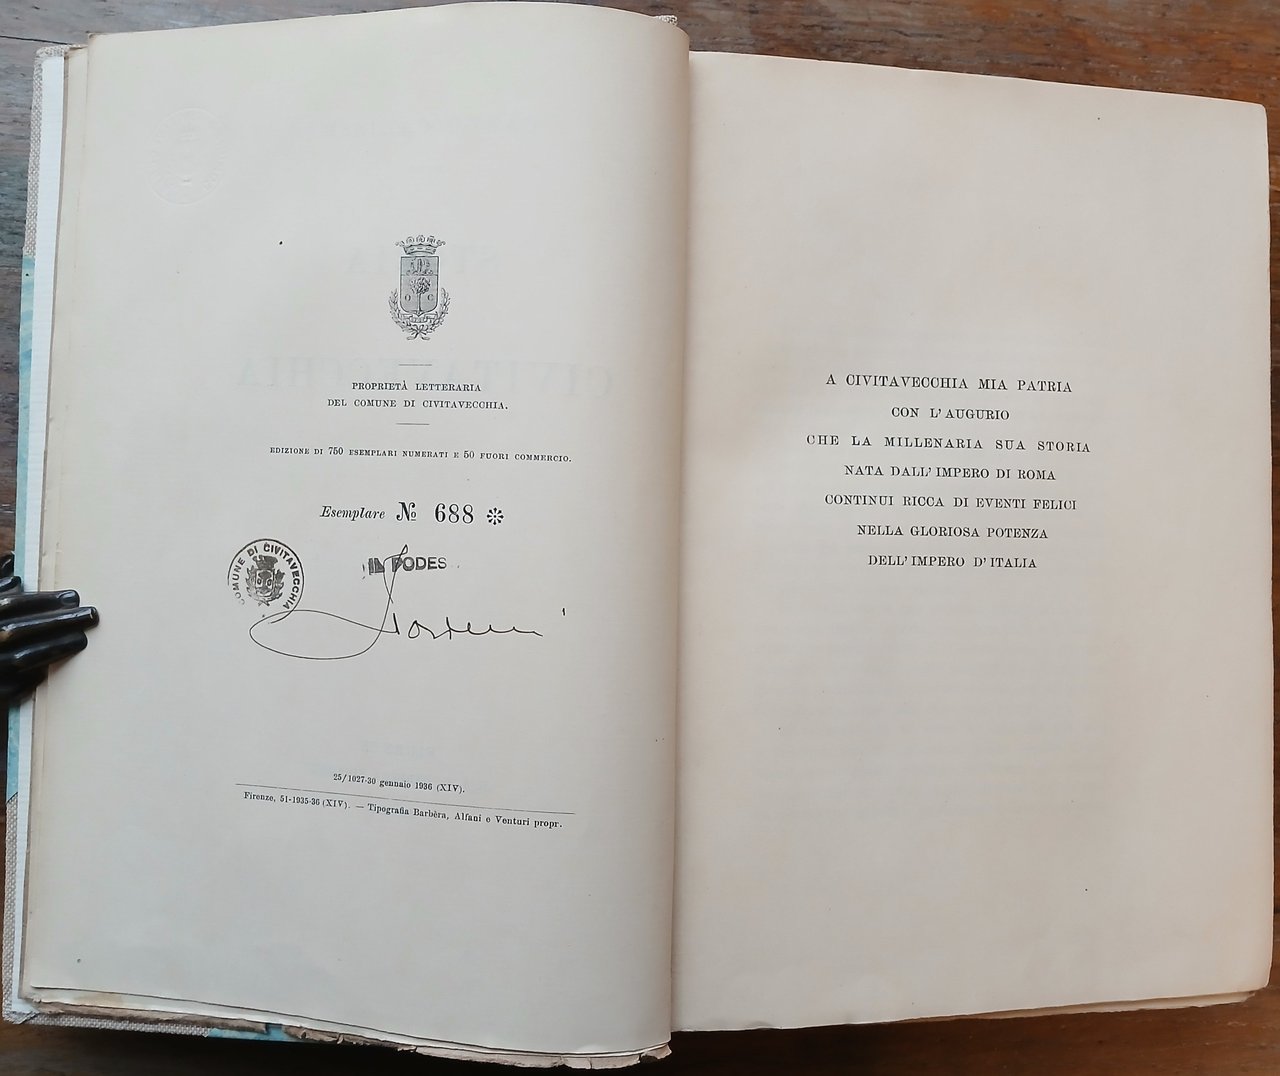 O C
PROPRIETÀ LETTERARIA
DEL COMUNE DI CIVITAVECCHIA.
EDIZIONE DI 750 ESEMPLARI NUMERATI E 50 FUORI COMMERCIO.
Esemplare № 688
COMUNE DI CIVITAVECCHIA
IL PODES
25/1027-30 gennaio 1936 (XIV).
Firenze, 51-1935-36 (XIV). — Tipografia Barbèra, Alfani e Venturi propr.
A CIVITAVECCHIA MIA PATRIA
CON L'AUGURIO
CHE LA MILLENARIA SUA STORIA
NATA DALL'IMPERO DI ROMA
CONTINUI RICCA DI EVENTI FELICI
NELLA GLORIOSA POTENZA
DELL'IMPERO D'ITALIA